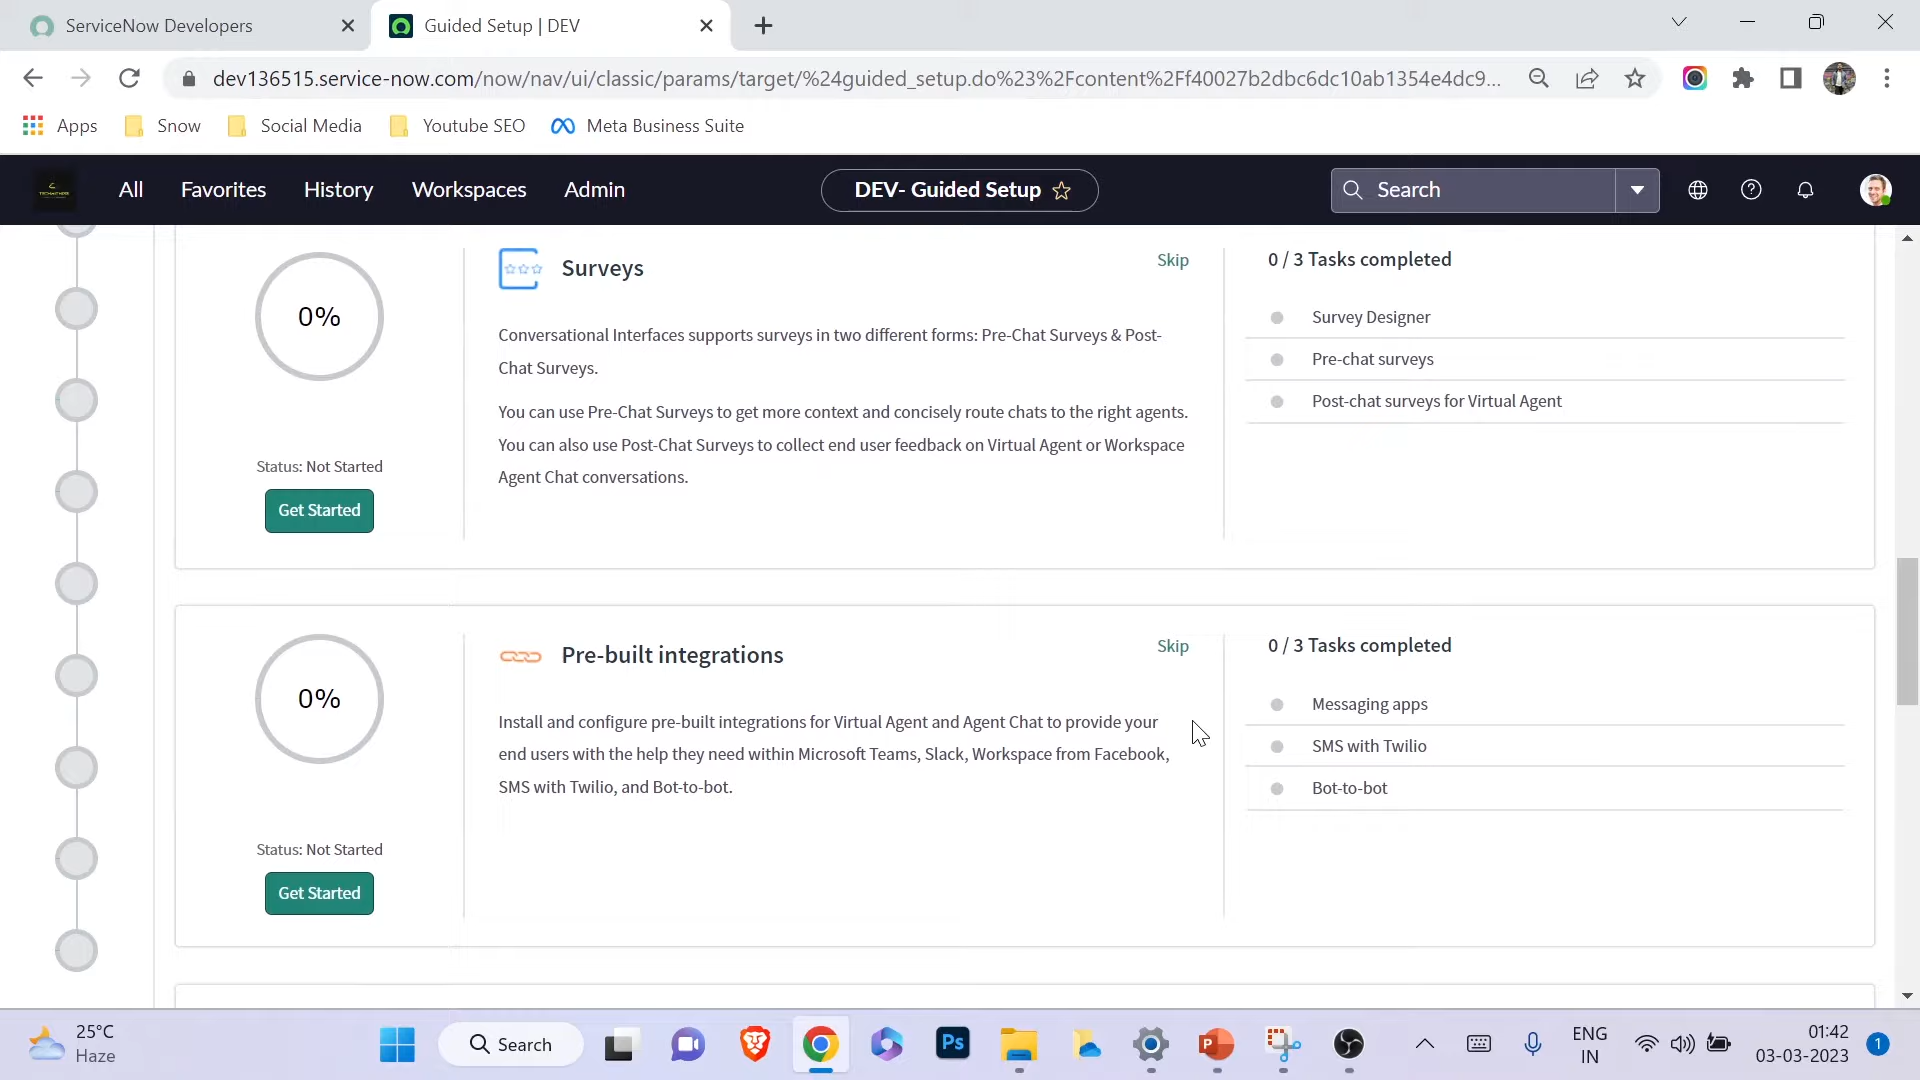 ServiceNow Developers
Guided Setup | DEV
dev136515.service-now.com/now/nav/ui/classic/params/target/%24guided_setup.do%23%2Fcontent%2Ff40027b2dbc6dc10ab1354e4dc9...
Apps
Snow
Social Media
Youtube SEO
Meta Business Suite
All
Favorites
History
Workspaces
Admin
DEV- Guided Setup
Search
0%
Surveys
Skip
Conversational Interfaces supports surveys in two different forms: Pre-Chat Surveys & Post-
Chat Surveys.
You can use Pre-Chat Surveys to get more context and concisely route chats to the right agents.
You can also use Post-Chat Surveys to collect end user feedback on Virtual Agent or Workspace
Agent Chat conversations.
Status: Not Started
Get Started
0 / 3 Tasks completed
Survey Designer
Pre-chat surveys
Post-chat surveys for Virtual Agent
0%
Pre-built integrations
Skip
Install and configure pre-built integrations for Virtual Agent and Agent Chat to provide your
end users with the help they need within Microsoft Teams, Slack, Workspace from Facebook,
SMS with Twilio, and Bot-to-bot.
Status: Not Started
Get Started
0 / 3 Tasks completed
Messaging apps
SMS with Twilio
Bot-to-bot
25°C
Haze
Search
Ps
P
ENG
IN
01:42
03-03-2023
1